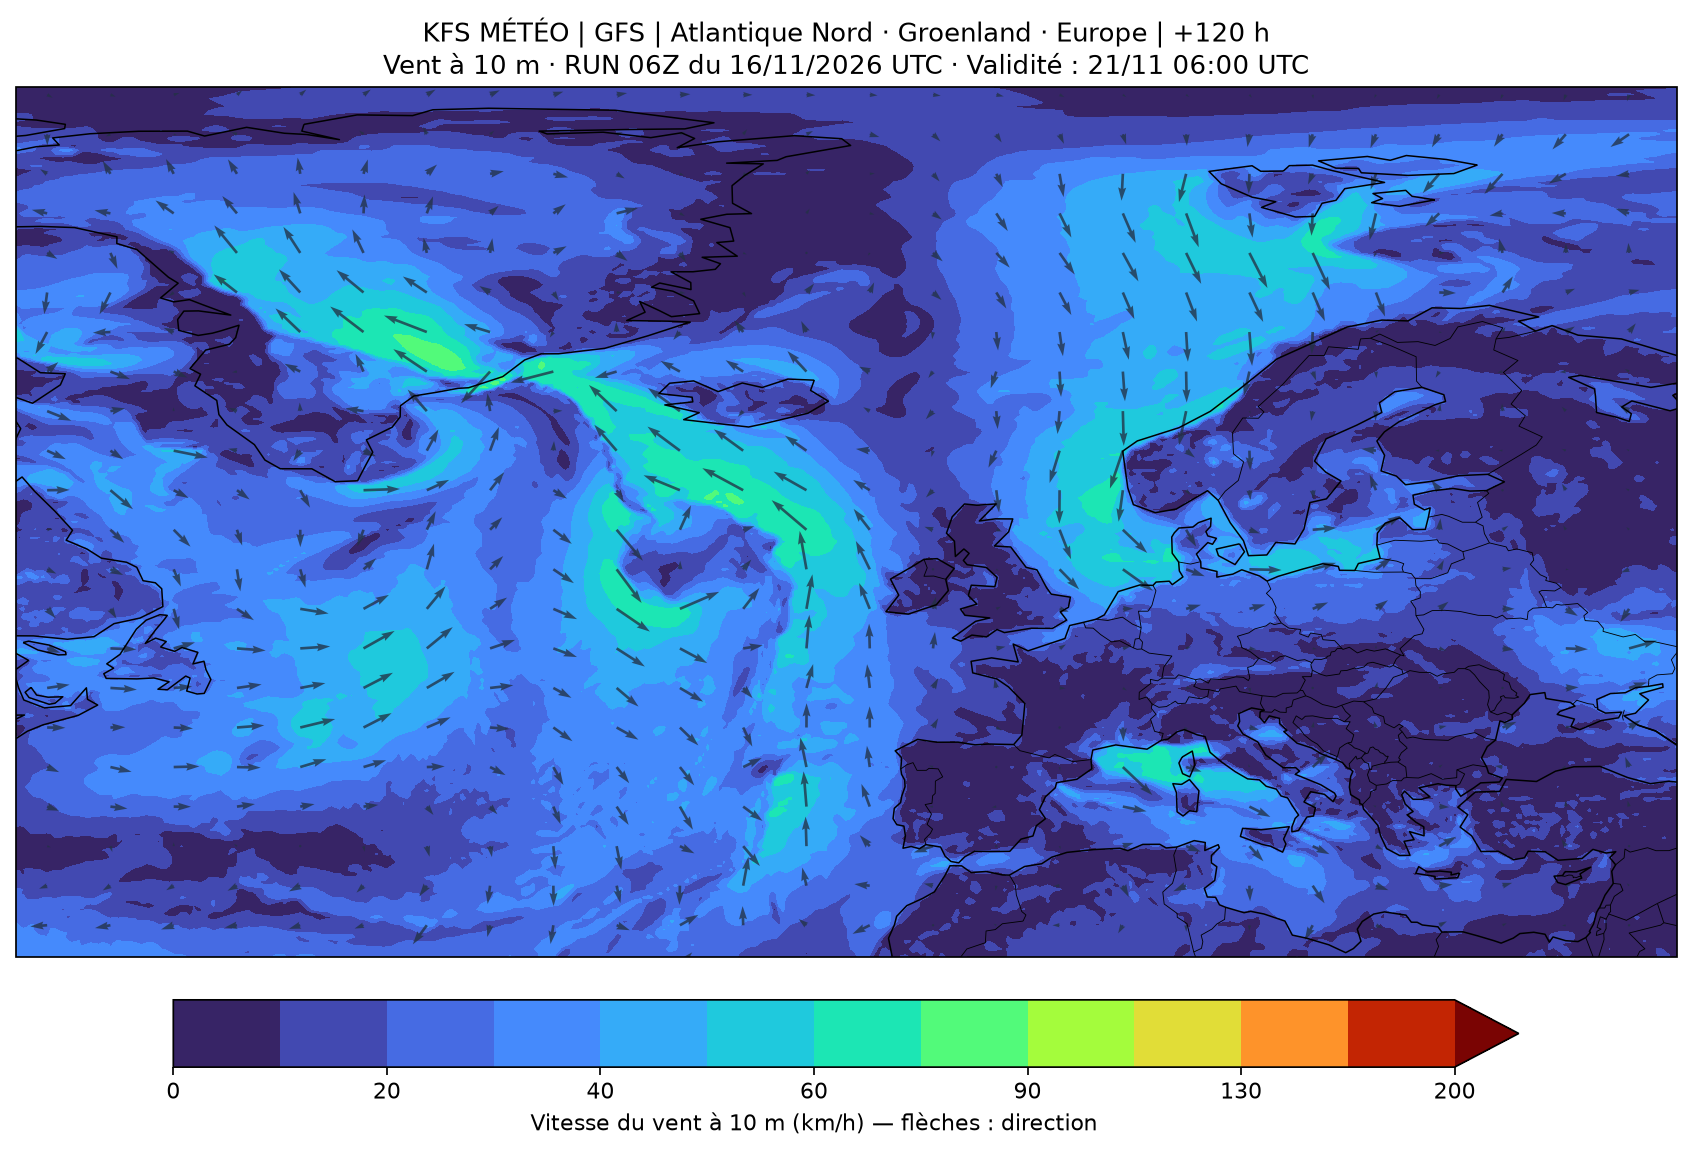 KFS MÉTÉO | GFS | Atlantique Nord · Groenland · Europe | +120 h
Vent à 10 m · RUN 06Z du 16/11/2026 UTC · Validité : 21/11 06:00 UTC
0 20 40 60 90 130 200
Vitesse du vent à 10 m (km/h) — flèches : direction